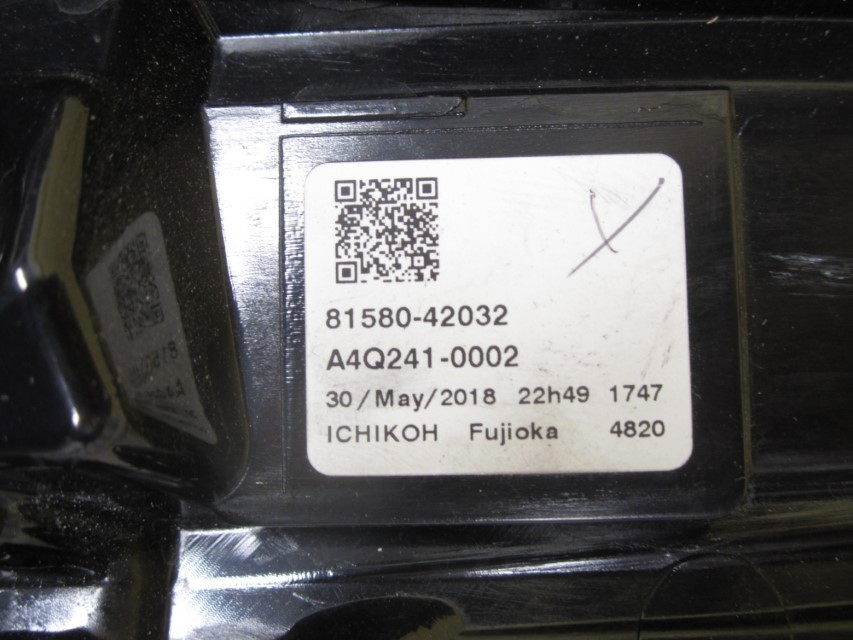 81580-42032
A4Q241-0002
30/May/2018 22h49 1747
ICHIKOH Fujioka 4820